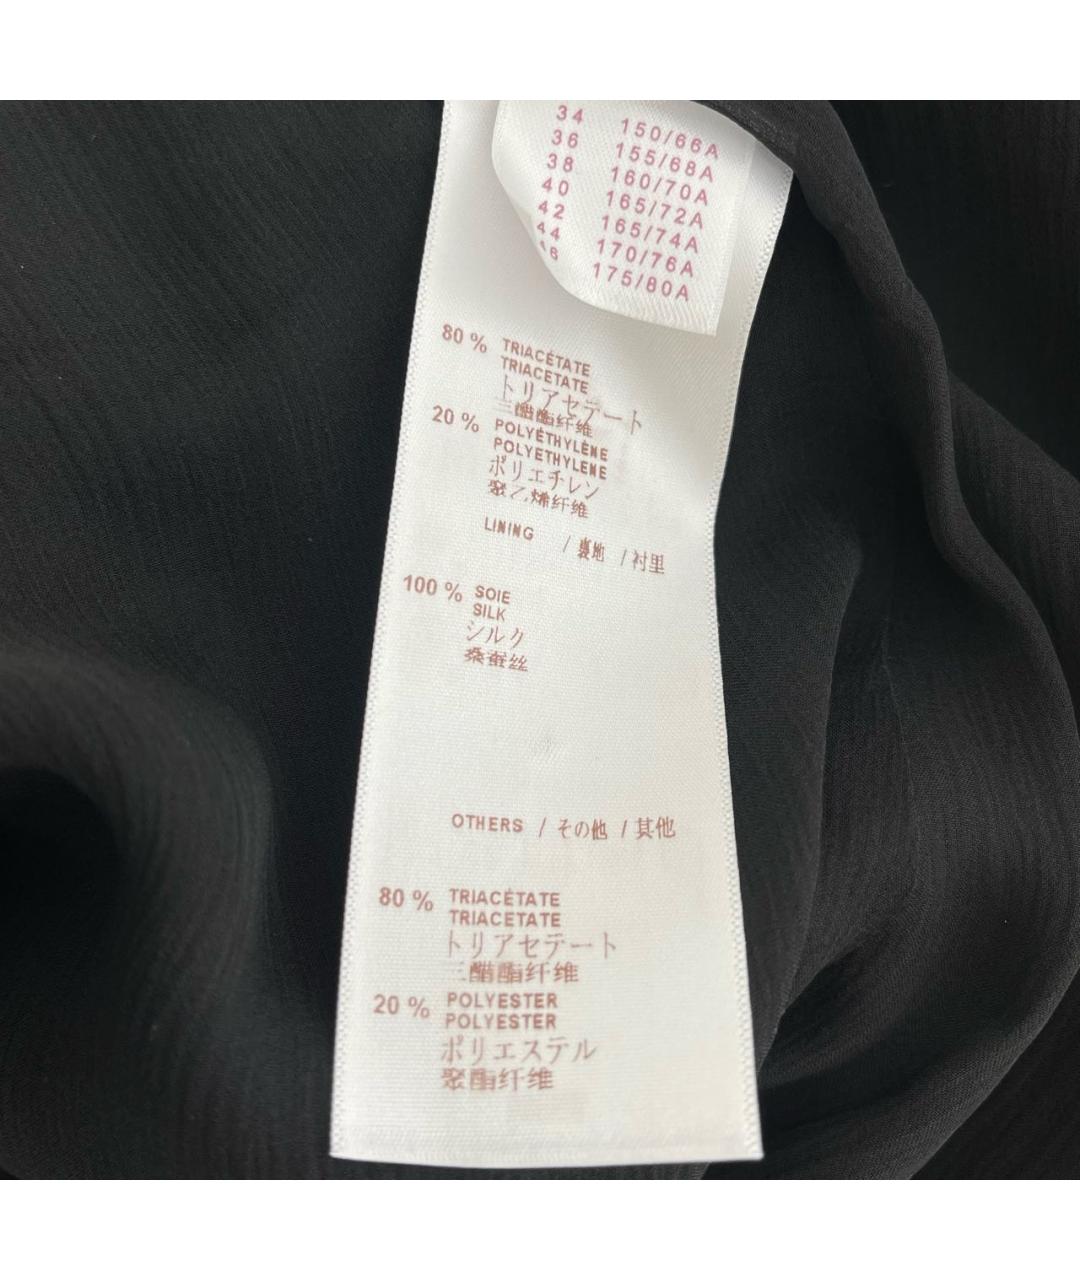 34 150/66A
36 155/68A
38 160/70A
40 165/72A
42 165/74A
44 170/76A
46 175/80A
80 % TRIACÉTATE
TRIACETATE
トリアセテート
三醋酯纤维
20 % POLYÉTHYLÈNE
POLYETHYLENE
ポリエチレン
聚乙烯纤维
LINING / 裏地 / 衬里
100 % SOIE
SILK
シルク
桑蚕丝
OTHERS / その他 / 其他
80 % TRIACÉTATE
TRIACETATE
トリアセテート
三醋酯纤维
20 % POLYESTER
POLYESTER
ポリエステル
聚酯纤维